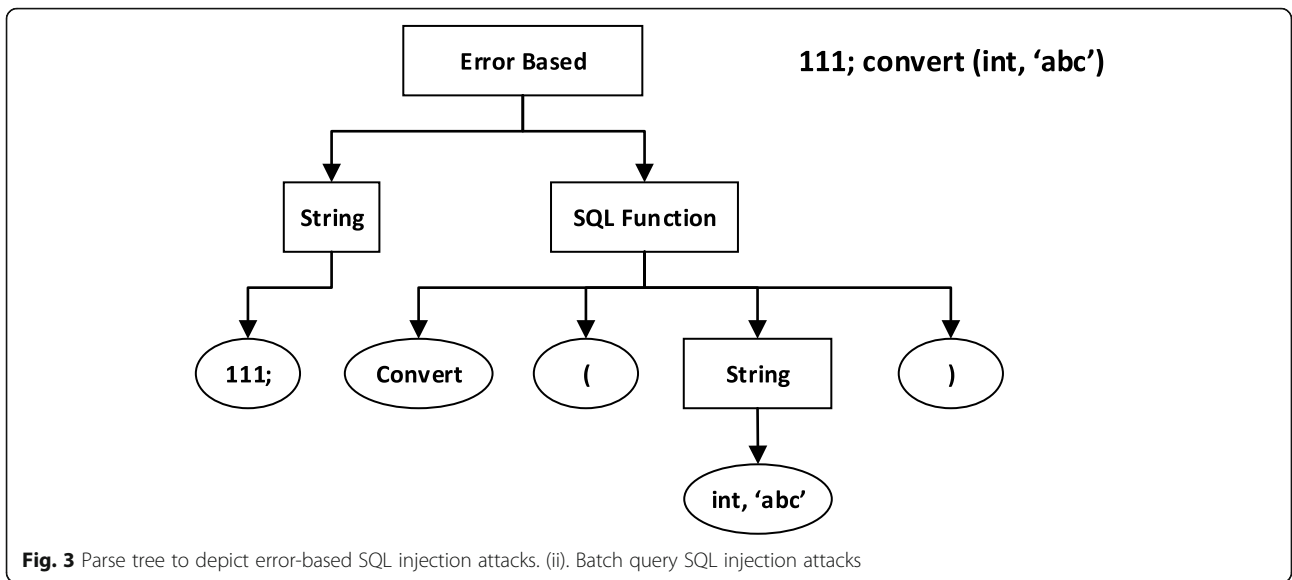 Error Based
111; convert (int, ‘abc’)
String
SQL Function
111;
Convert
(
String
)
int, ‘abc’
Fig. 3 Parse tree to depict error-based SQL injection attacks. (ii). Batch query SQL injection attacks